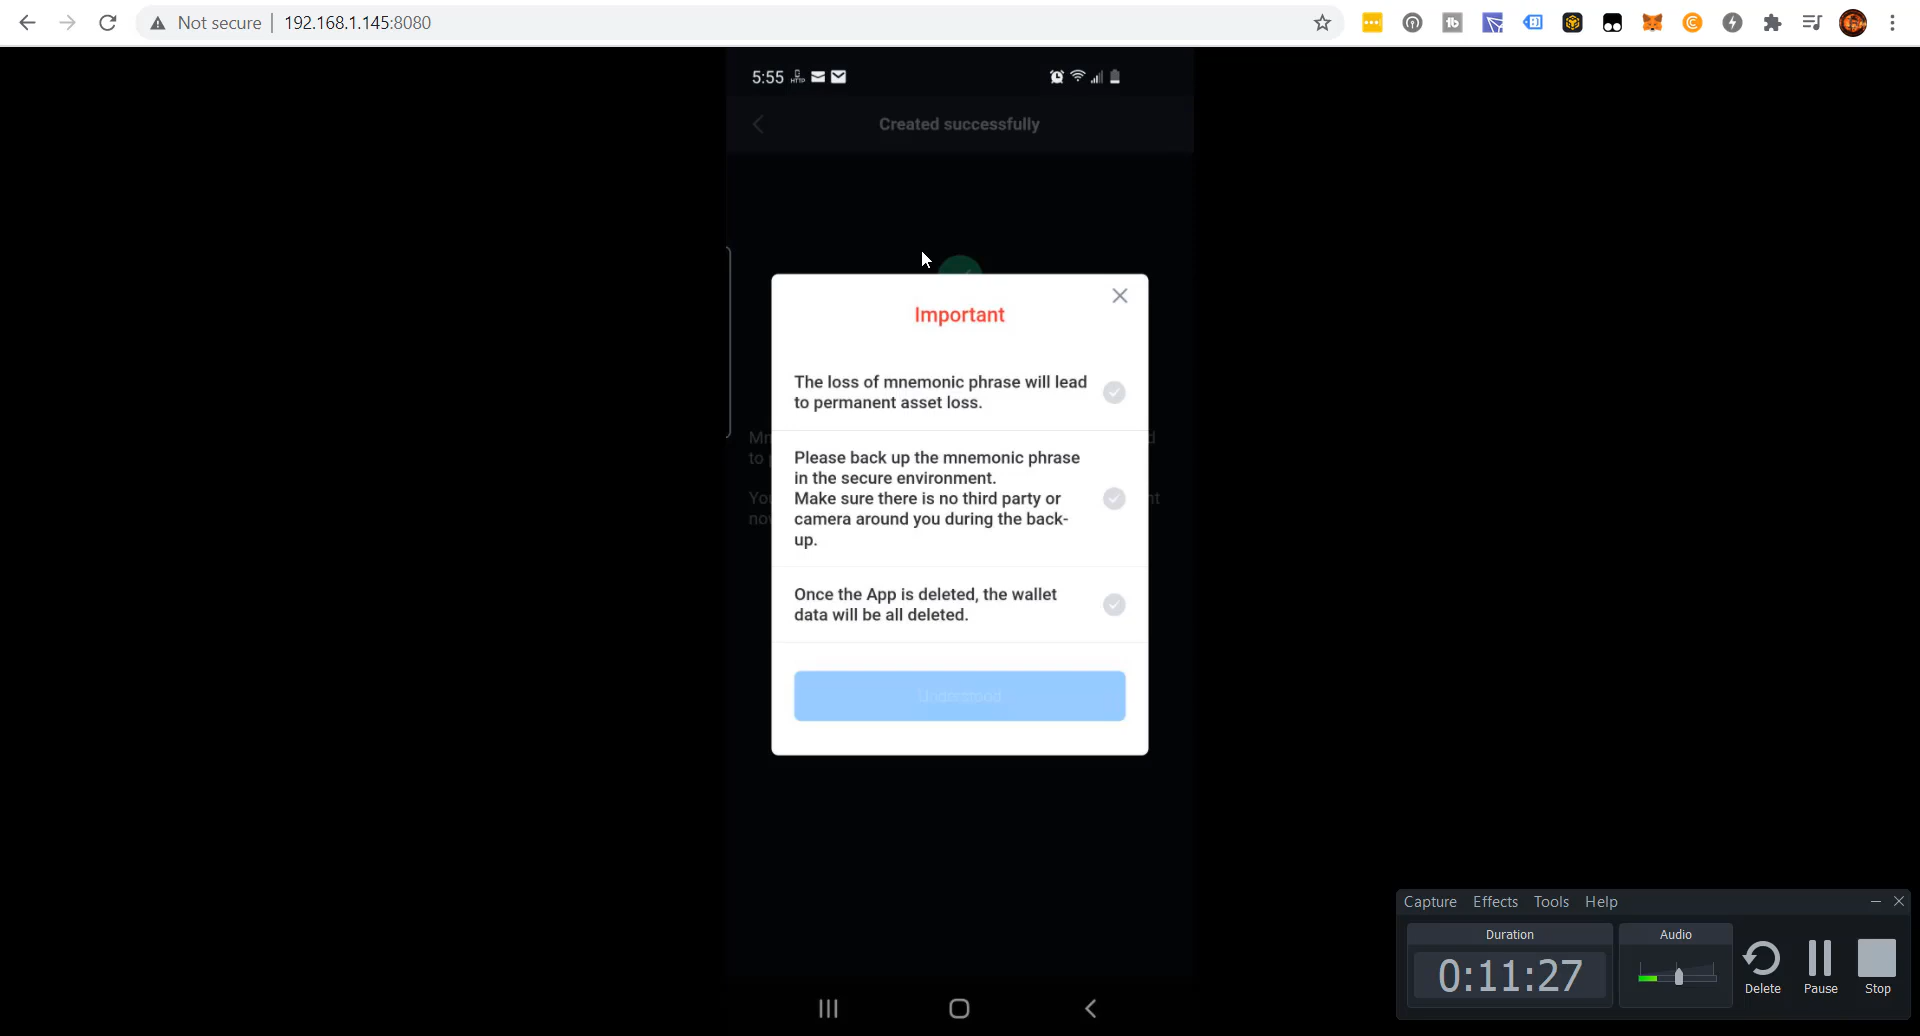 Not secure
192.168.1.145:8080
5:55
Created successfully
Important
The loss of mnemonic phrase will lead
to permanent asset loss.
Please back up the mnemonic phrase
in the secure environment.
Make sure there is no third party or
camera around you during the back-
up.
Once the App is deleted, the wallet
data will be all deleted.
Understood
Capture Effects Tools Help
Duration
Audio
0:11:27
Delete
Pause
Stop